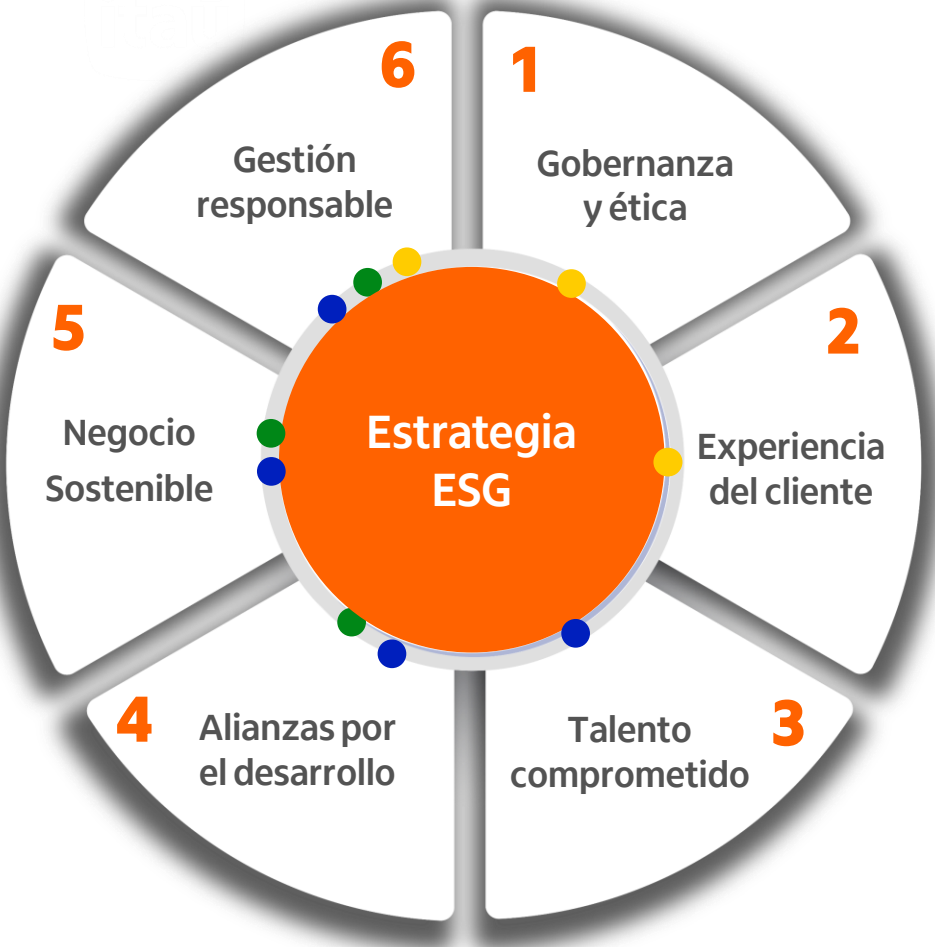 Estrategia
ESG
1
Gobernanza
y ética
2
Experiencia
del cliente
3
Talento
comprometido
4
Alianzas por
el desarrollo
5
Negocio
Sostenible
6
Gestión
responsable